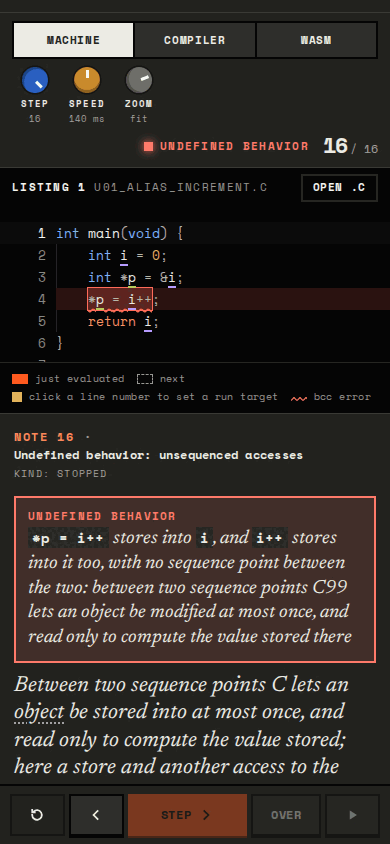 MACHINE COMPILER WASM
STEP SPEED ZOOM
16 140 ms fit
UNDEFINED BEHAVIOR 16 / 16
LISTING 1 U01_ALIAS_INCREMENT.C OPEN .C
1 int main(void) {
2 int i = 0;
3 int *p = &i;
4 *p = i++;
5 return i;
6 }
just evaluated next
click a line number to set a run target bcc error
NOTE 16 ·
Undefined behavior: unsequenced accesses
KIND: STOPPED
UNDEFINED BEHAVIOR
*p = i++ stores into i, and i++ stores
into it too, with no sequence point between
the two: between two sequence points C99
lets an object be modified at most once, and
read only to compute the value stored there
Between two sequence points C lets an
object be stored into at most once, and
read only to compute the value stored;
here a store and another access to the
STEP OVER